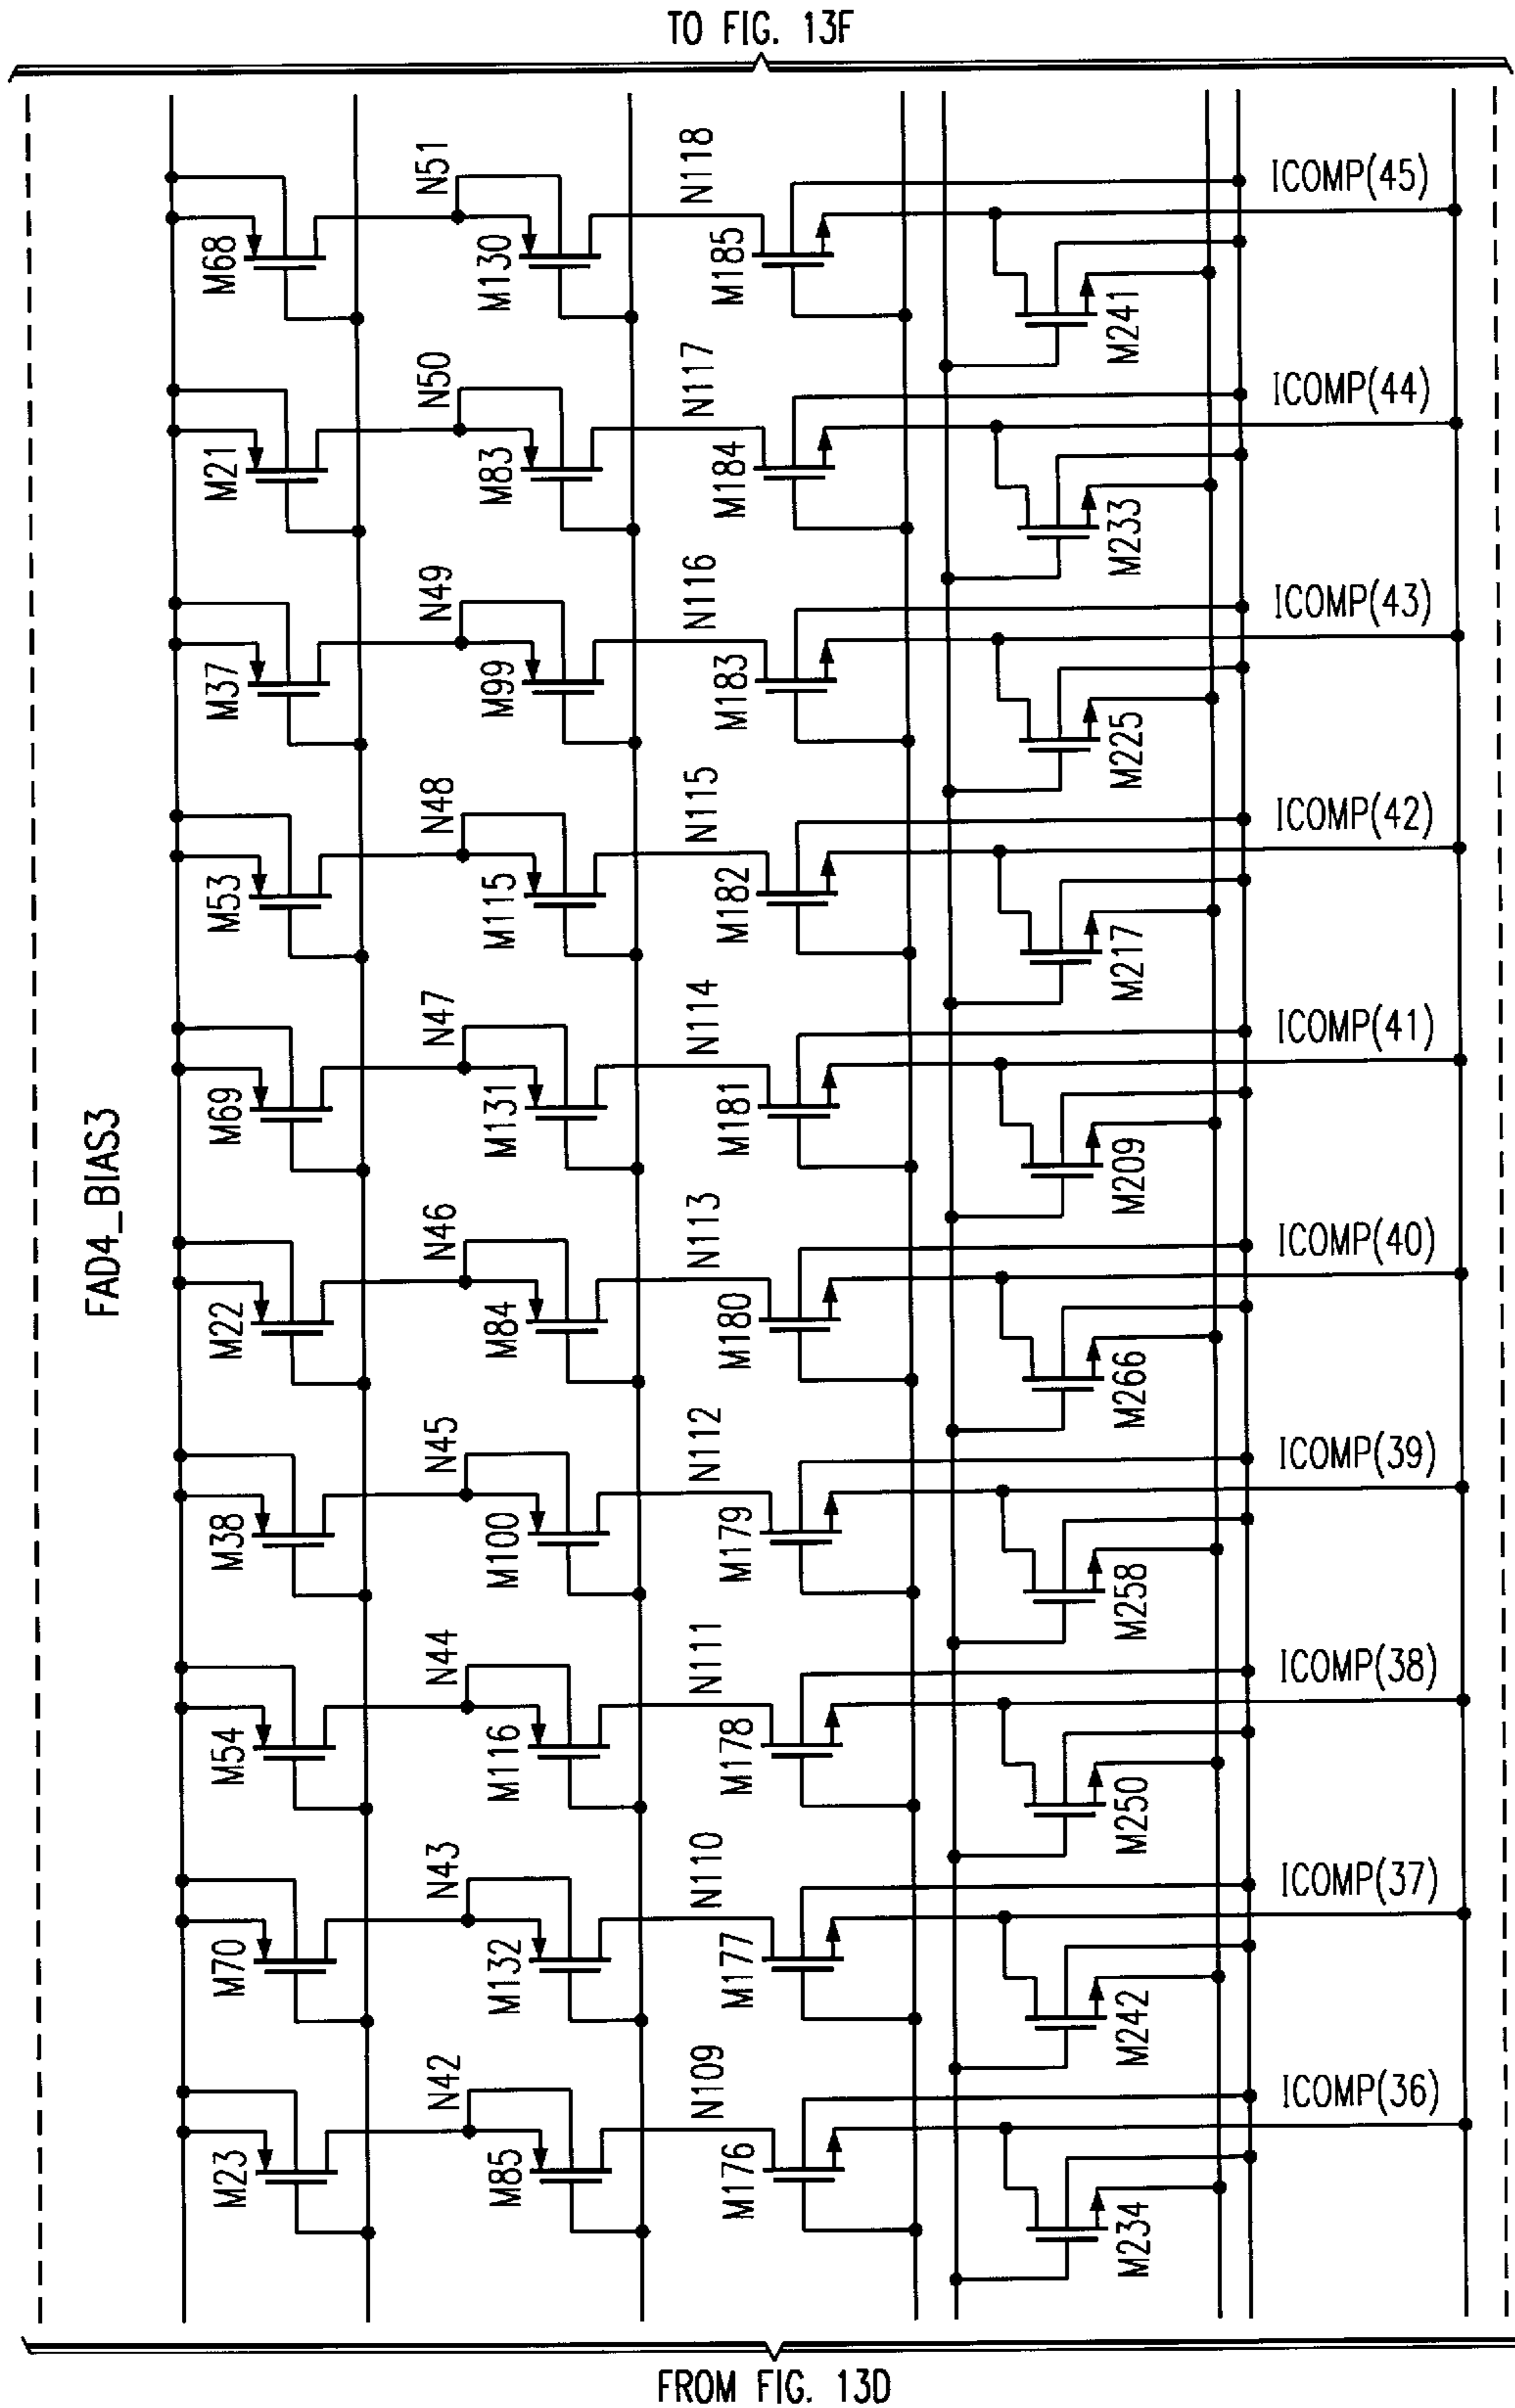 TO FIG. 13F
FAD4_BIAS3
M68
N51
M130
N118
M185
M241
ICOMP(45)
M21
N50
M83
N117
M184
M233
ICOMP(44)
M37
N49
M99
N116
M183
M225
ICOMP(43)
M53
N48
M115
N115
M182
M217
ICOMP(42)
M69
N47
M131
N114
M181
M209
ICOMP(41)
M22
N46
M84
N113
M180
M266
ICOMP(40)
M38
N45
M100
N112
M179
M258
ICOMP(39)
M54
N44
M116
N111
M178
M250
ICOMP(38)
M70
N43
M132
N110
M177
M242
ICOMP(37)
M23
N42
M85
N109
M176
M234
ICOMP(36)
FROM FIG. 13D